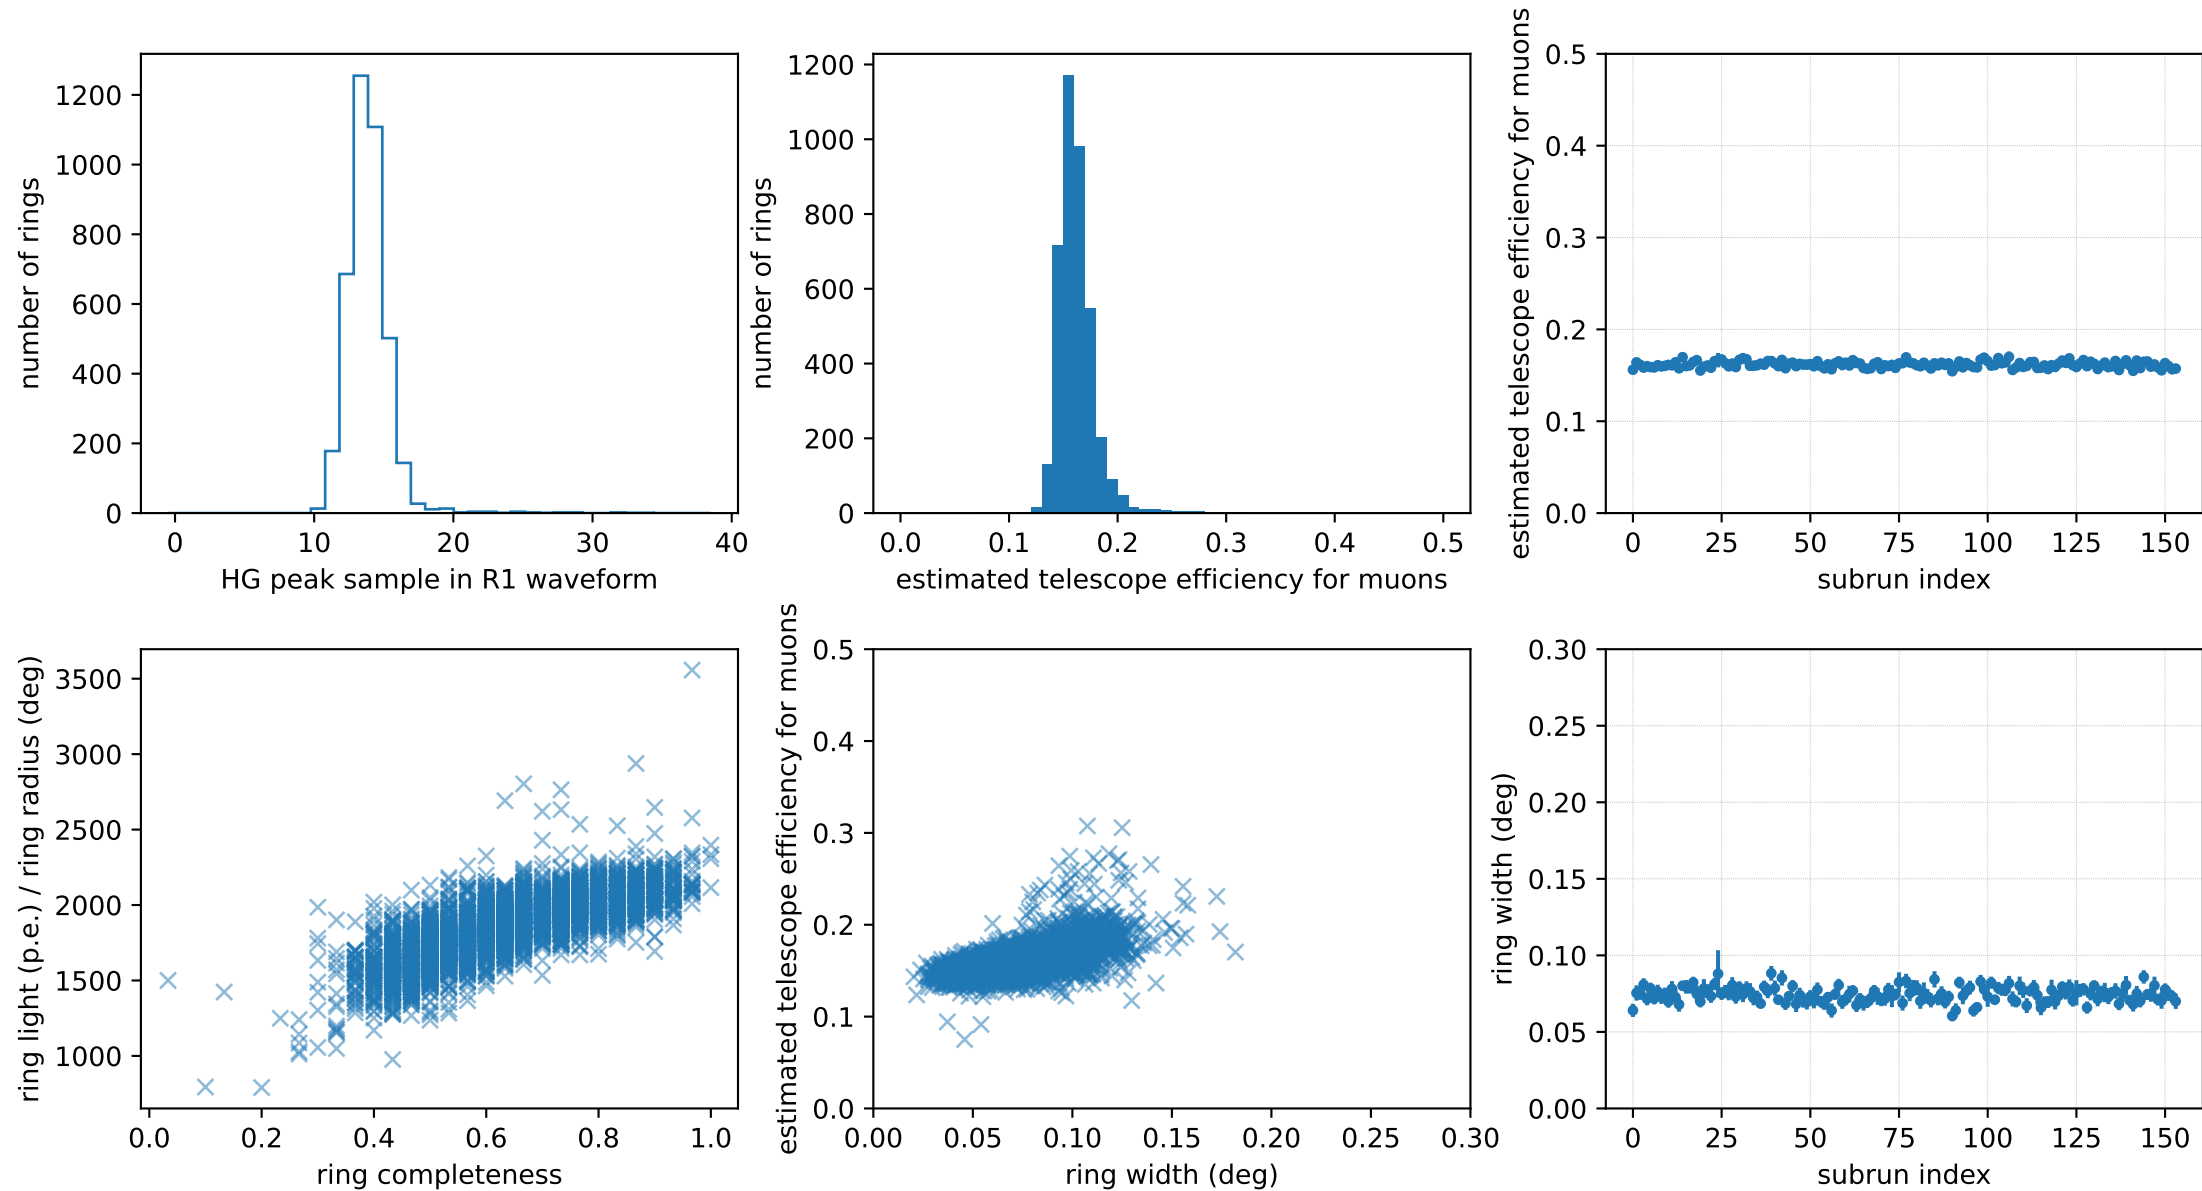 number of rings
1200
1000
800
600
400
200
0
0 10 20 30 40
HG peak sample in R1 waveform
number of rings
1200
1000
800
600
400
200
0
0.0 0.1 0.2 0.3 0.4 0.5
estimated telescope efficiency for muons
estimated telescope efficiency for muons
0.5
0.4
0.3
0.2
0.1
0.0
0 25 50 75 100 125 150
subrun index
ring light (p.e.) / ring radius (deg)
3500
3000
2500
2000
1500
1000
0.0 0.2 0.4 0.6 0.8 1.0
ring completeness
estimated telescope efficiency for muons
0.5
0.4
0.3
0.2
0.1
0.0
0.00 0.05 0.10 0.15 0.20 0.25 0.30
ring width (deg)
ring width (deg)
0.30
0.25
0.20
0.15
0.10
0.05
0.00
0 25 50 75 100 125 150
subrun index